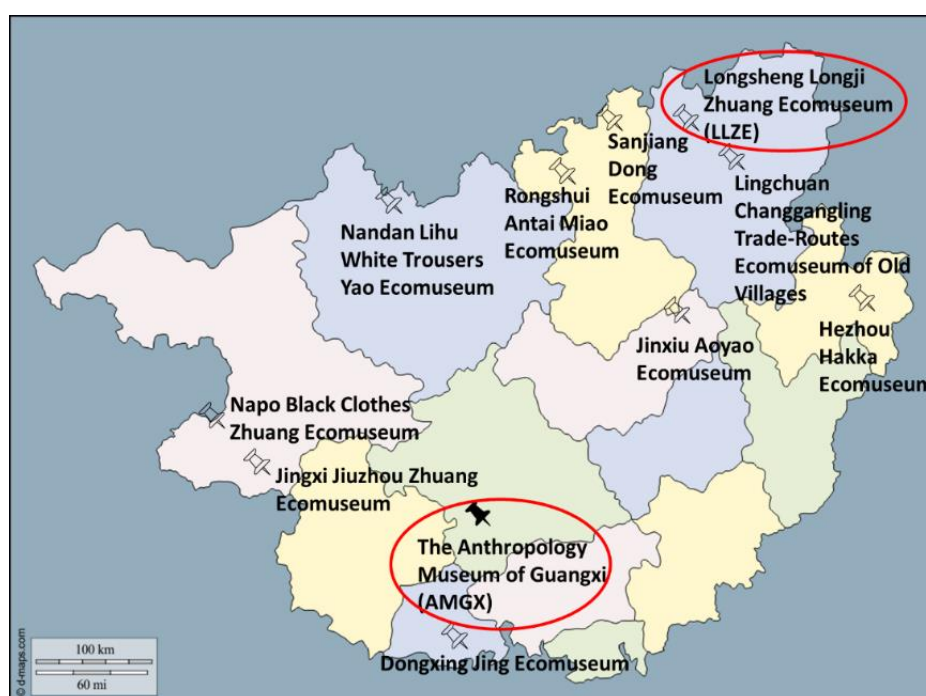 Longsheng Longji
Zhuang Ecomuseum
(LLZE)
Sanjiang
Dong
Ecomuseum
Rongshui
Antai Miao
Ecomuseum
Lingchuan
Changgangling
Trade-Routes
Ecomuseum of Old
Villages
Nandan Lihu
White Trousers
Yao Ecomuseum
Jinxiu Aoyao
Ecomuseum
Hezhou
Hakka
Ecomuseum
Napo Black Clothes
Zhuang Ecomuseum
Jingxi Jiuzhou Zhuang
Ecomuseum
The Anthropology
Museum of Guangxi
(AMGX)
Dongxing Jing Ecomuseum
100 km
60 mi
© d-maps.com